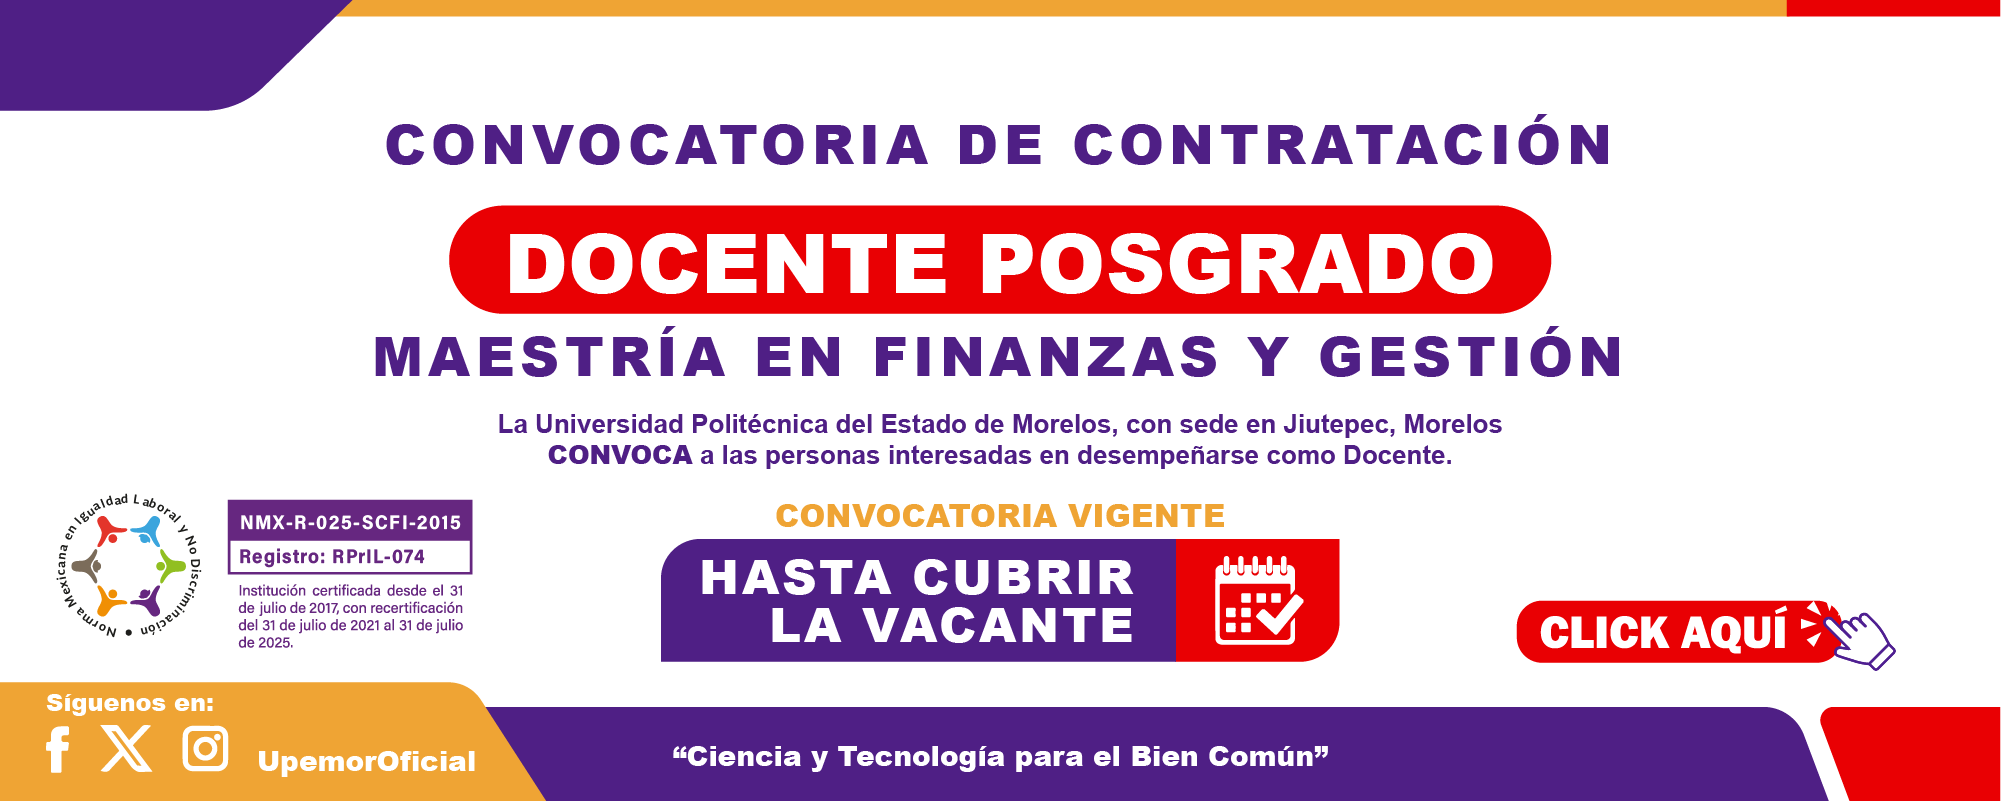 CONVOCATORIA DE CONTRATACIÓN
DOCENTE POSGRADO
MAESTRÍA EN FINANZAS Y GESTIÓN
La Universidad Politécnica del Estado de Morelos, con sede en Jiutepec, Morelos
CONVOCA a las personas interesadas en desempeñarse como Docente.
Norma Mexicana en Igualdad Laboral y No Discriminación •
NMX-R-025-SCFI-2015
Registro: RPrIL-074
Institución certificada desde el 31
de julio de 2017, con recertificación
del 31 de julio de 2021 al 31 de julio
de 2025.
CONVOCATORIA VIGENTE
HASTA CUBRIR
LA VACANTE
CLICK AQUÍ
Síguenos en:
UpemorOficial
“Ciencia y Tecnología para el Bien Común”